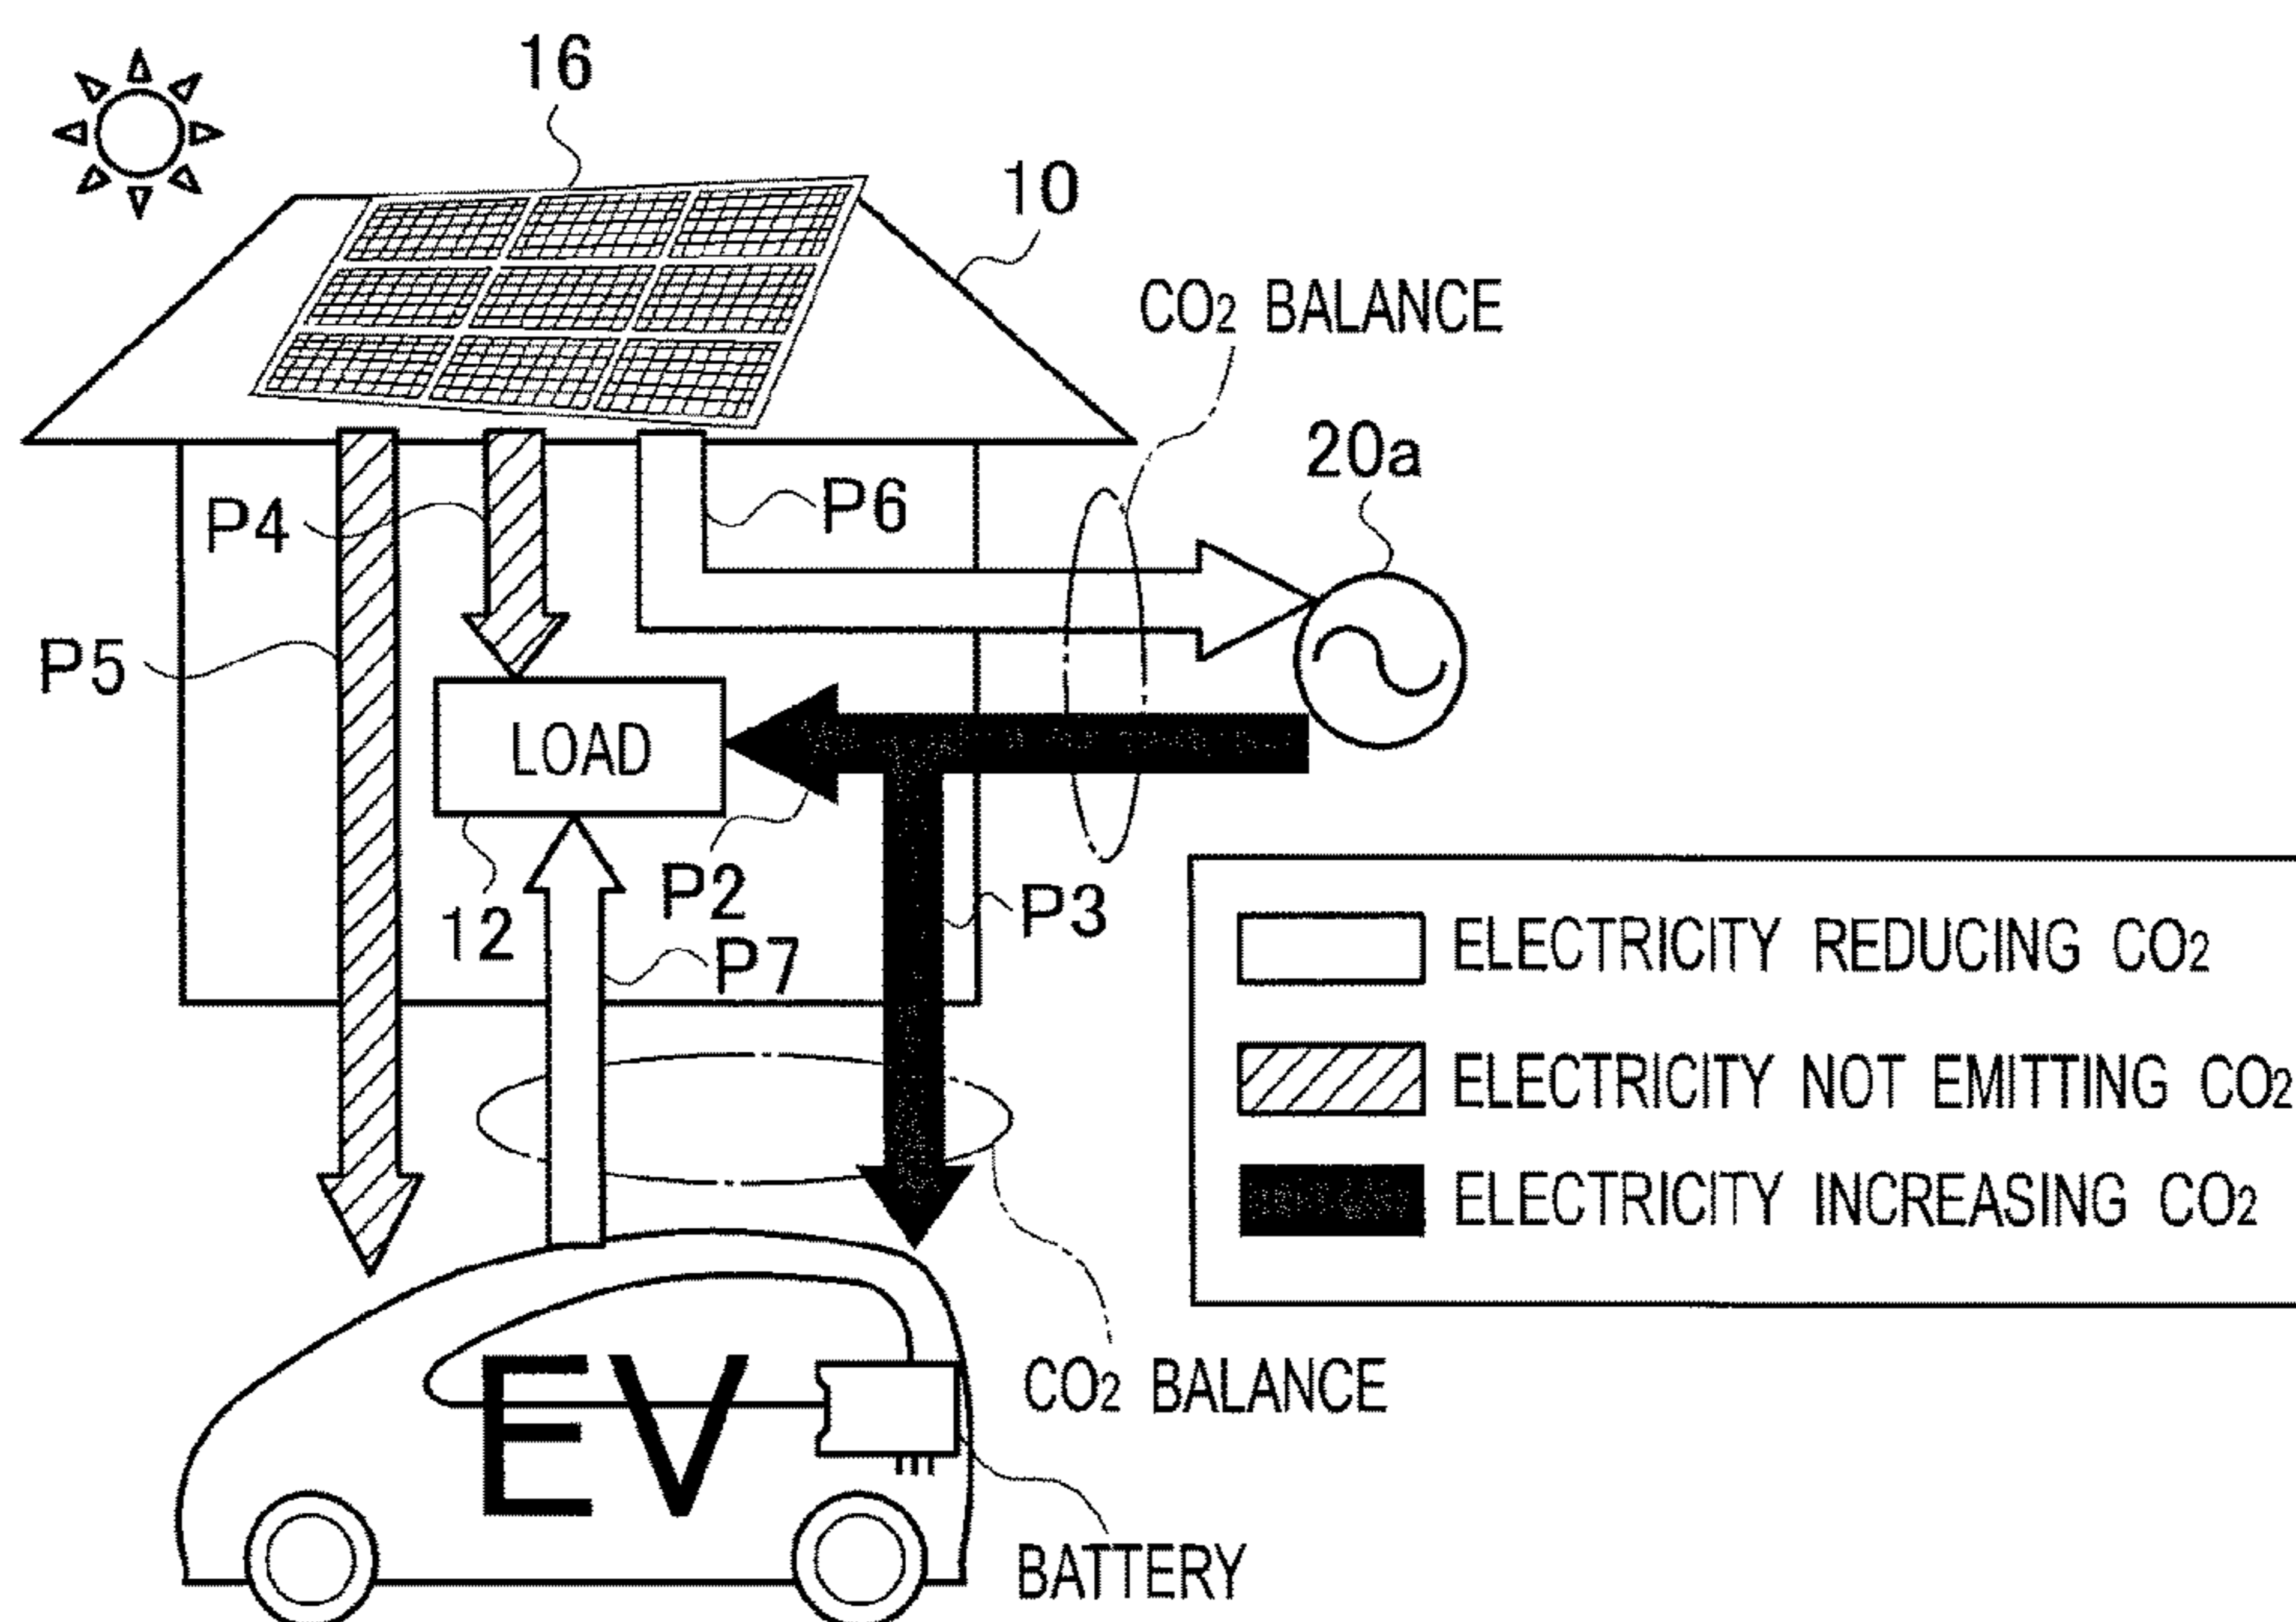 16
10
CO2 BALANCE
20a
P4
P6
P5
LOAD
P2
P3
12
P7
ELECTRICITY REDUCING CO2
ELECTRICITY NOT EMITTING CO2
ELECTRICITY INCREASING CO2
EV
CO2 BALANCE
BATTERY